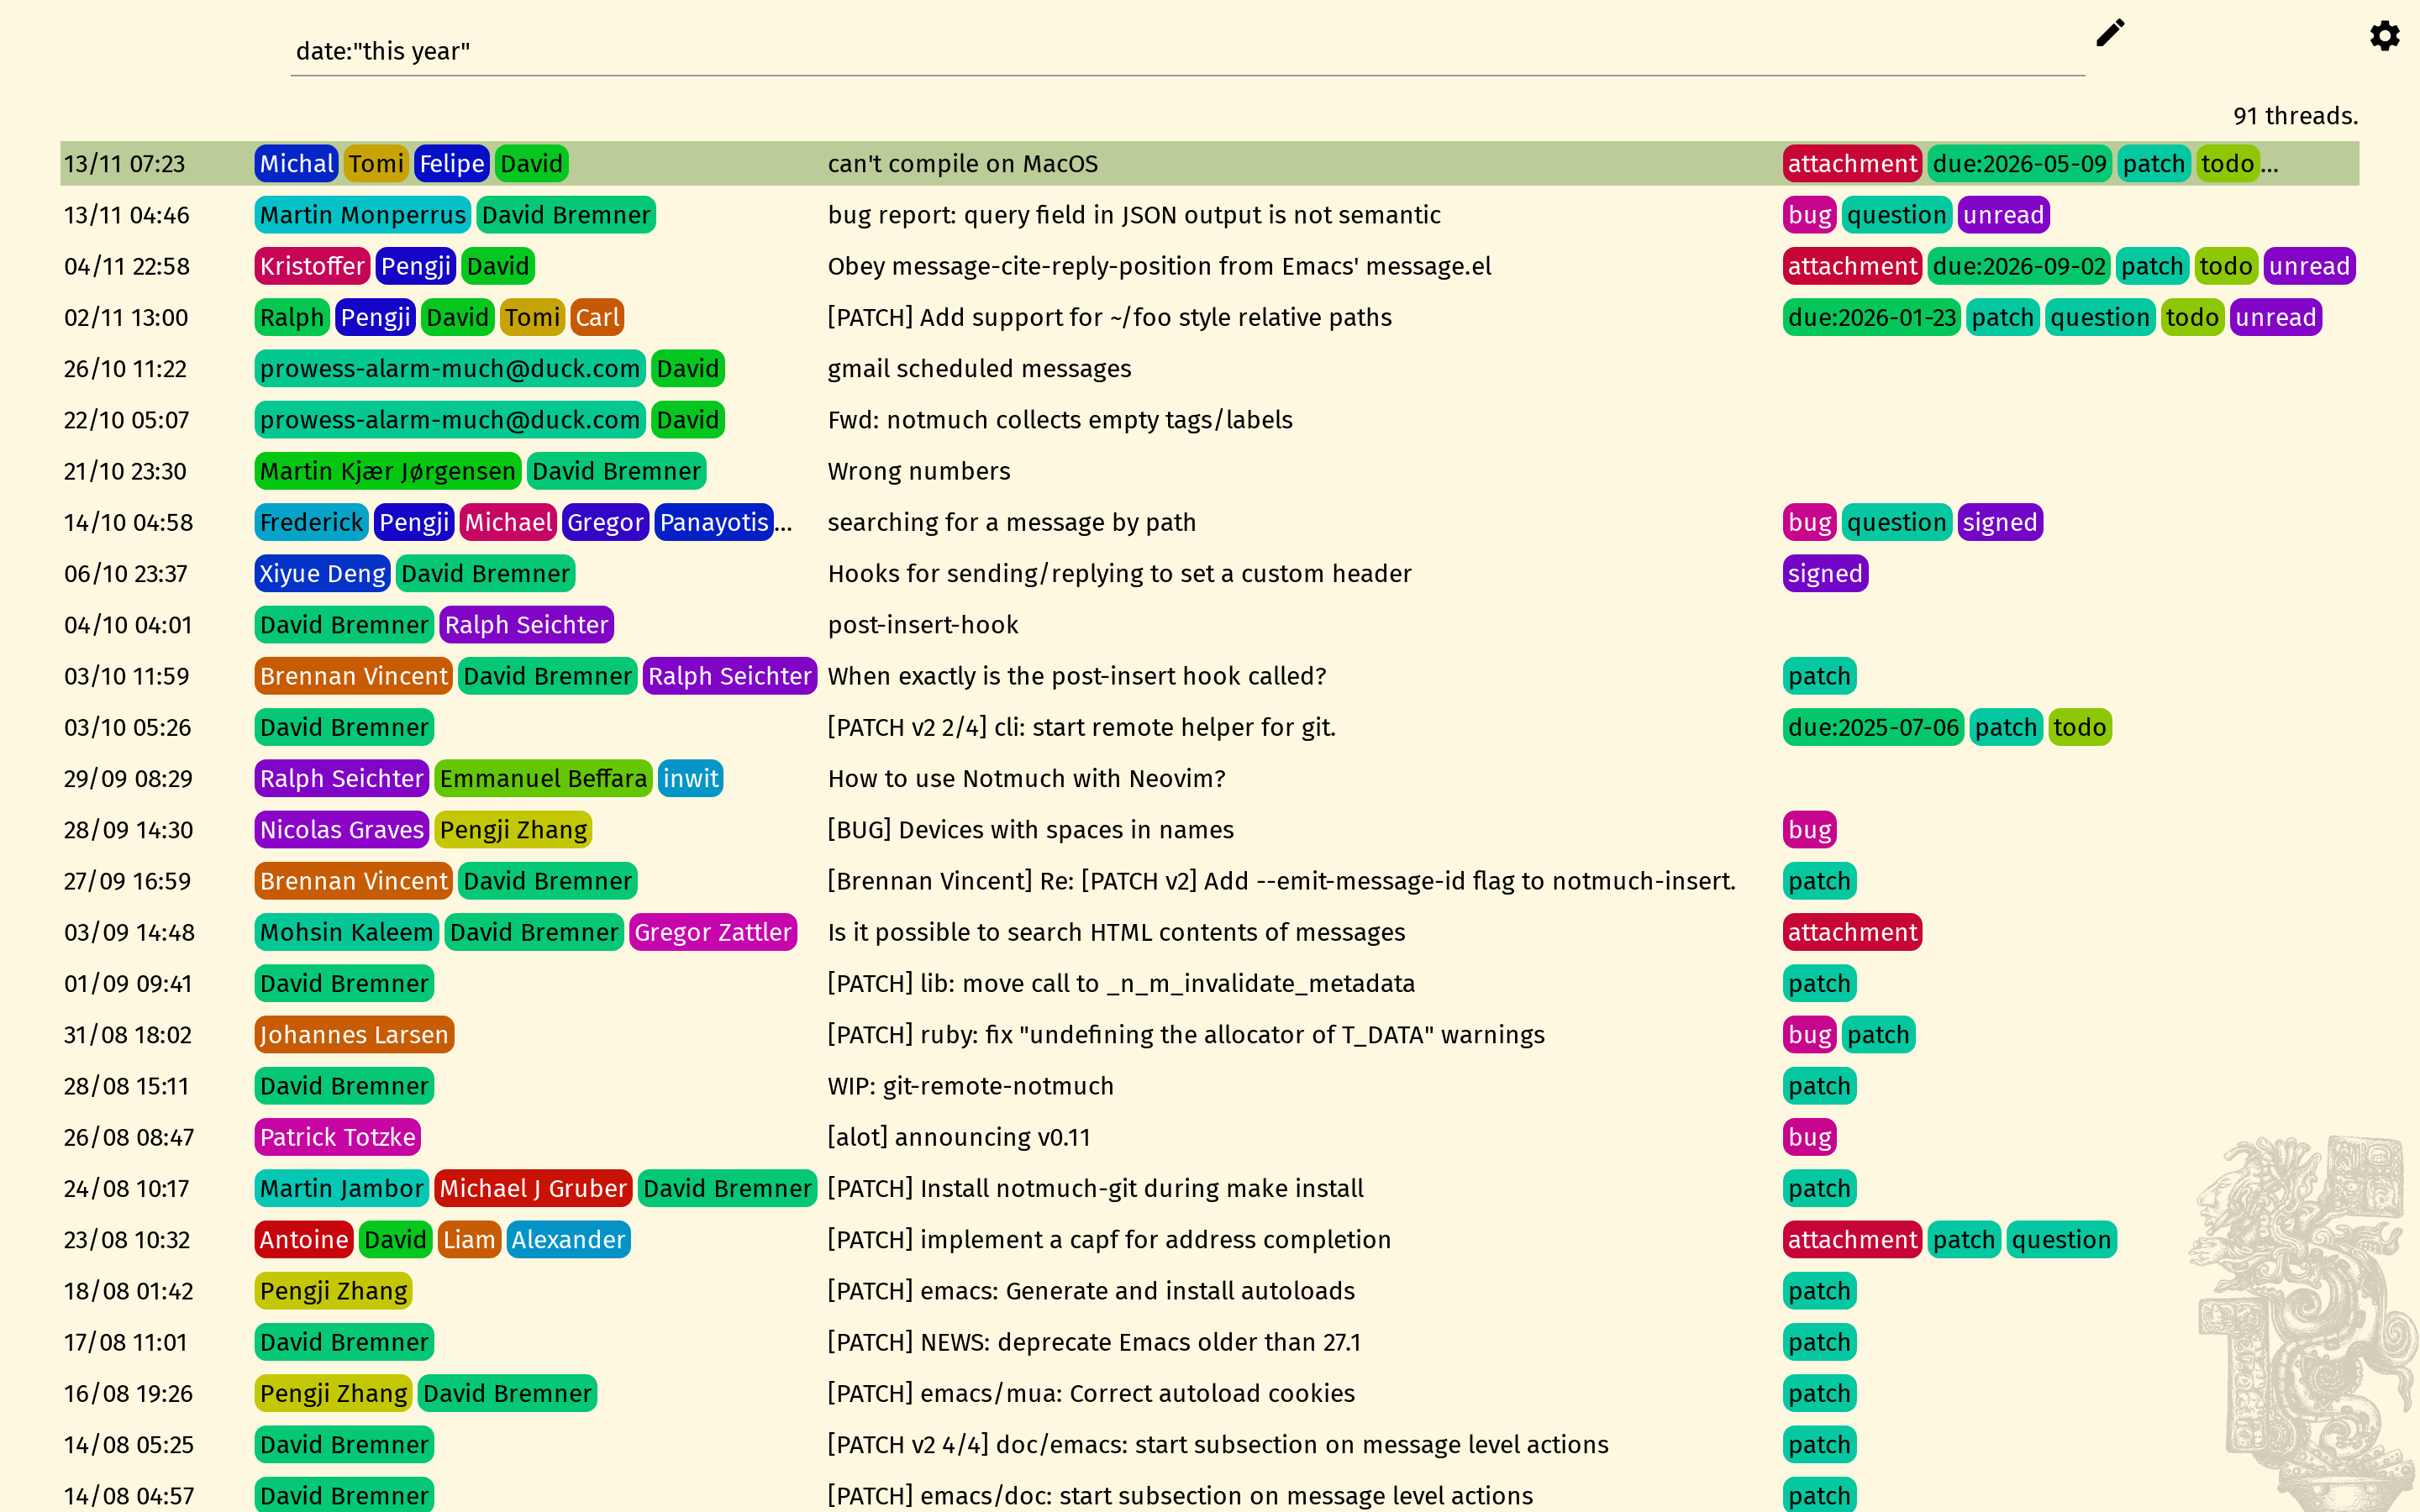 date:"this year"
91 threads.
13/11 07:23 Michal Tomi Felipe David can't compile on MacOS attachment due:2026-05-09 patch todo...
13/11 04:46 Martin Monperrus David Bremner bug report: query field in JSON output is not semantic bug question unread
04/11 22:58 Kristoffer Pengji David Obey message-cite-reply-position from Emacs' message.el attachment due:2026-09-02 patch todo unread
02/11 13:00 Ralph Pengji David Tomi Carl [PATCH] Add support for ~/foo style relative paths due:2026-01-23 patch question todo unread
26/10 11:22 prowess-alarm-much@duck.com David gmail scheduled messages
22/10 05:07 prowess-alarm-much@duck.com David Fwd: notmuch collects empty tags/labels
21/10 23:30 Martin Kjær Jørgensen David Bremner Wrong numbers
14/10 04:58 Frederick Pengji Michael Gregor Panayotis... searching for a message by path bug question signed
06/10 23:37 Xiyue Deng David Bremner Hooks for sending/replying to set a custom header signed
04/10 04:01 David Bremner Ralph Seichter post-insert-hook
03/10 11:59 Brennan Vincent David Bremner Ralph Seichter When exactly is the post-insert hook called? patch
03/10 05:26 David Bremner [PATCH v2 2/4] cli: start remote helper for git. due:2025-07-06 patch todo
29/09 08:29 Ralph Seichter Emmanuel Beffara inwit How to use Notmuch with Neovim?
28/09 14:30 Nicolas Graves Pengji Zhang [BUG] Devices with spaces in names bug
27/09 16:59 Brennan Vincent David Bremner [Brennan Vincent] Re: [PATCH v2] Add --emit-message-id flag to notmuch-insert. patch
03/09 14:48 Mohsin Kaleem David Bremner Gregor Zattler Is it possible to search HTML contents of messages attachment
01/09 09:41 David Bremner [PATCH] lib: move call to _n_m_invalidate_metadata patch
31/08 18:02 Johannes Larsen [PATCH] ruby: fix "undefining the allocator of T_DATA" warnings bug patch
28/08 15:11 David Bremner WIP: git-remote-notmuch patch
26/08 08:47 Patrick Totzke [alot] announcing v0.11 bug
24/08 10:17 Martin Jambor Michael J Gruber David Bremner [PATCH] Install notmuch-git during make install patch
23/08 10:32 Antoine David Liam Alexander [PATCH] implement a capf for address completion attachment patch question
18/08 01:42 Pengji Zhang [PATCH] emacs: Generate and install autoloads patch
17/08 11:01 David Bremner [PATCH] NEWS: deprecate Emacs older than 27.1 patch
16/08 19:26 Pengji Zhang David Bremner [PATCH] emacs/mua: Correct autoload cookies patch
14/08 05:25 David Bremner [PATCH v2 4/4] doc/emacs: start subsection on message level actions patch
14/08 04:57 David Bremner [PATCH] emacs/doc: start subsection on message level actions patch